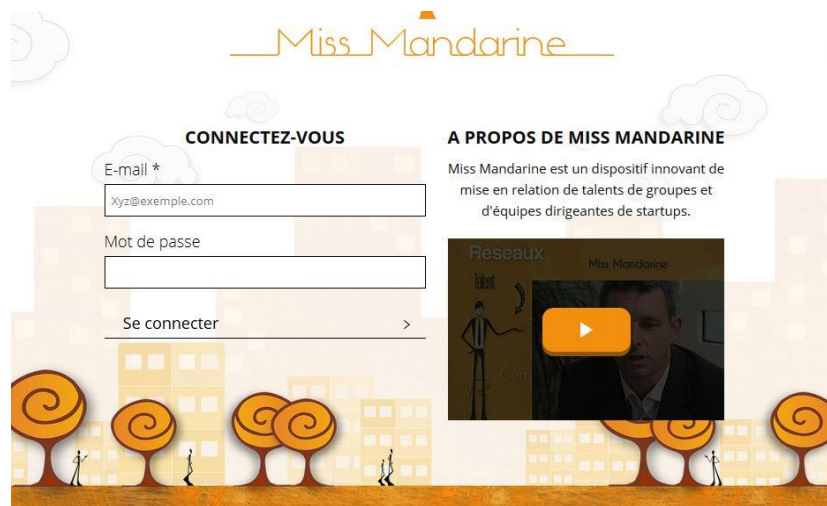 Miss Mandarine
CONNECTEZ-VOUS
E-mail *
Xyz@exemple.com
Mot de passe
Se connecter
A PROPOS DE MISS MANDARINE
Miss Mandarine est un dispositif innovant de
mise en relation de talents de groupes et
d'équipes dirigeantes de startups.
Réseaux
Miss Mandarine
Talent